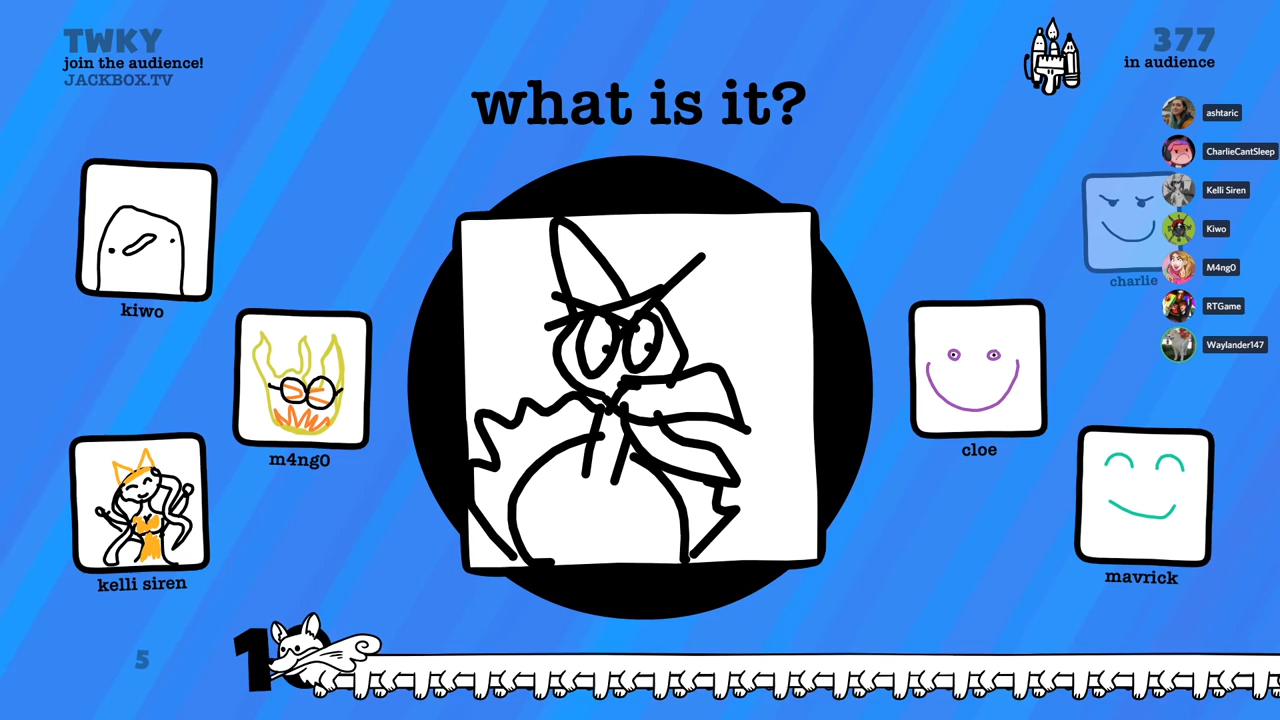 TWKY
join the audience!
JACKBOX.TV
what is it?
377
in audience
ashtaric
CharlieCantSleep
Kelli Siren
Kiwo
M4ng0
RTGame
Waylander147
kiwo
m4ng0
kelli siren
charlie
cloe
mavrick
5
1